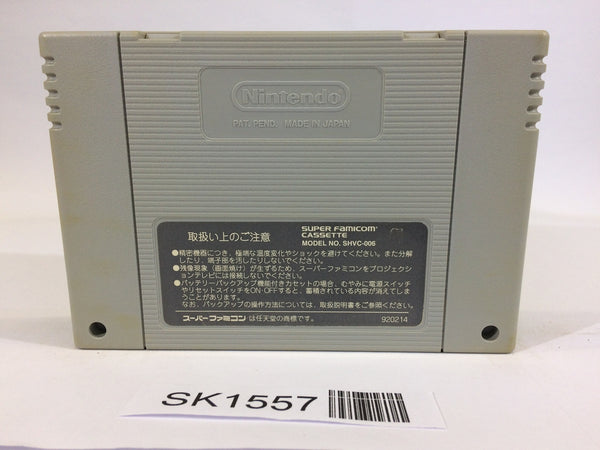 Nintendo
PAT. PEND. MADE IN JAPAN
取扱い上のご注意
SUPER FAMICOM
CASSETTE
MODEL NO. SHVC-006
●精密機器につき、極端な温度変化やショックを避けてください。また分解
したり、端子部を汚したりしないでください。
●残像現象(画面焼け)が生ずるため、スーパーファミコンをプロジェクシ
ョンテレビには接続しないでください。
●バッテリーバックアップ機能付きカセットの場合、むやみに電源スイッチ
やリセットスイッチをON・OFFすると、蓄積されている内容が消えてしま
うことがあります。
なお、バックアップの操作方法については、取扱説明書をご参照ください。
スーパーファミコンは任天堂の商標です。
920214
SK1557